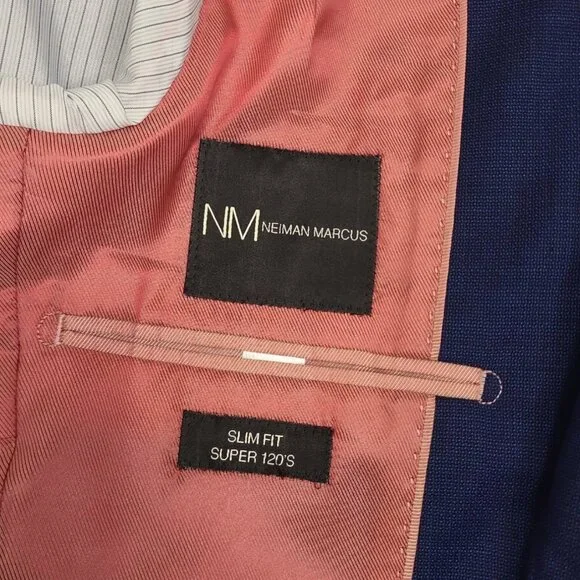 NM NEIMAN MARCUS
SLIM FIT
SUPER 120'S